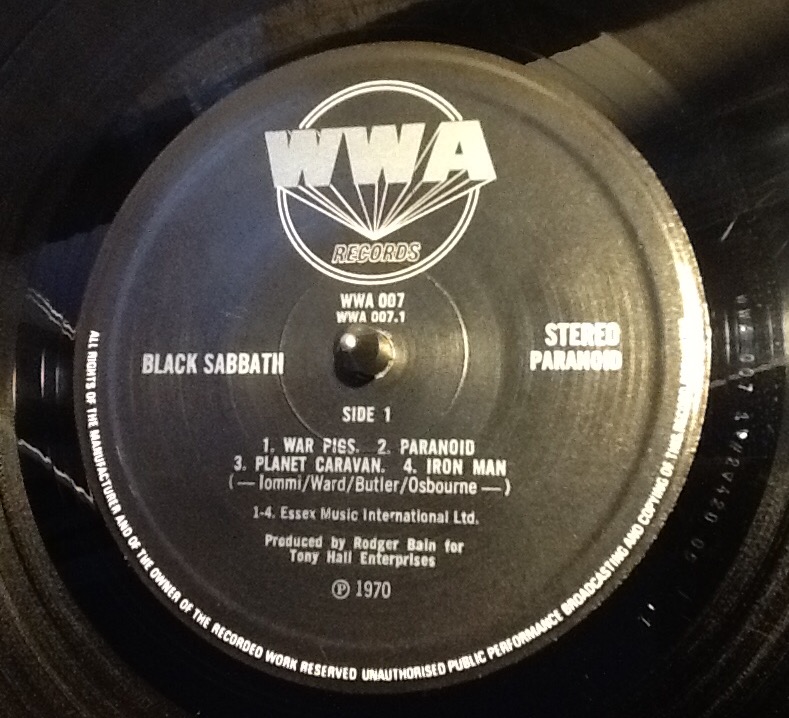 WWA
RECORDS
WWA 007
WWA 007.1
BLACK SABBATH
STEREO
PARANOID
SIDE 1
1. WAR PIGS. 2. PARANOID
3. PLANET CARAVAN. 4. IRON MAN
(— Iommi/Ward/Butler/Osbourne —)
1-4. Essex Music International Ltd.
Produced by Rodger Bain for
Tony Hall Enterprises
℗ 1970
ALL RIGHTS OF THE MANUFACTURER AND OF THE OWNER OF THE RECORDED WORK RESERVED UNAUTHORISED PUBLIC PERFORMANCE BROADCASTING AND COPYING OF THIS RECORD